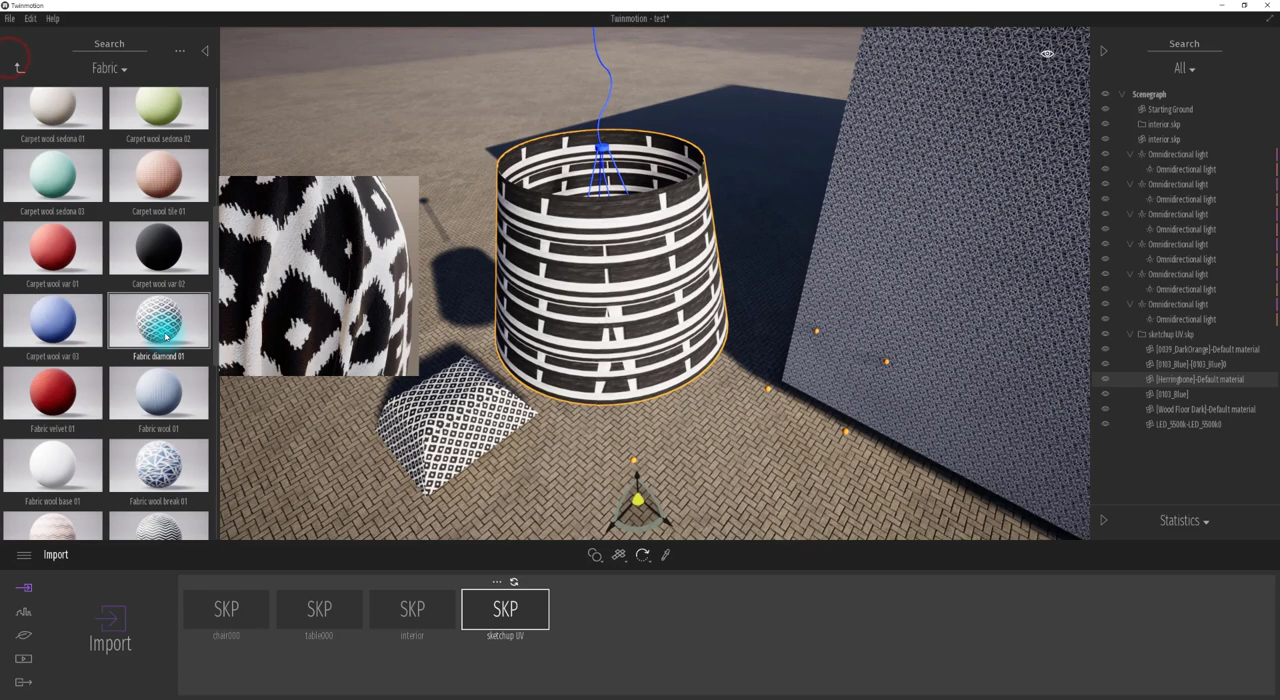 Twinmotion
File Edit Help
Twinmotion - test*
Search
...
Fabric
Carpet wool sedona 01
Carpet wool sedona 02
Carpet wool sedona 03
Carpet wool tile 01
Carpet wool var 01
Carpet wool var 02
Carpet wool var 03
Fabric diamond 01
Fabric velvet 01
Fabric wool 01
Fabric wool base 01
Fabric wool break 01
Search
All
Scenegraph
Starting Ground
interior.skp
interior.skp
Omnidirectional light
Omnidirectional light
Omnidirectional light
Omnidirectional light
Omnidirectional light
Omnidirectional light
Omnidirectional light
Omnidirectional light
Omnidirectional light
Omnidirectional light
Omnidirectional light
Omnidirectional light
sketchup UV.skp
[0039_DarkOrange]-Default material
[0103_Blue]-[0103_Blue]0
[Herringbone]-Default material
[0103_Blue]
[Wood Floor Dark]-Default material
LED_5500k-LED_5500k0
Statistics
Import
...
Import
SKP
chair000
SKP
table000
SKP
interior
SKP
sketchup UV